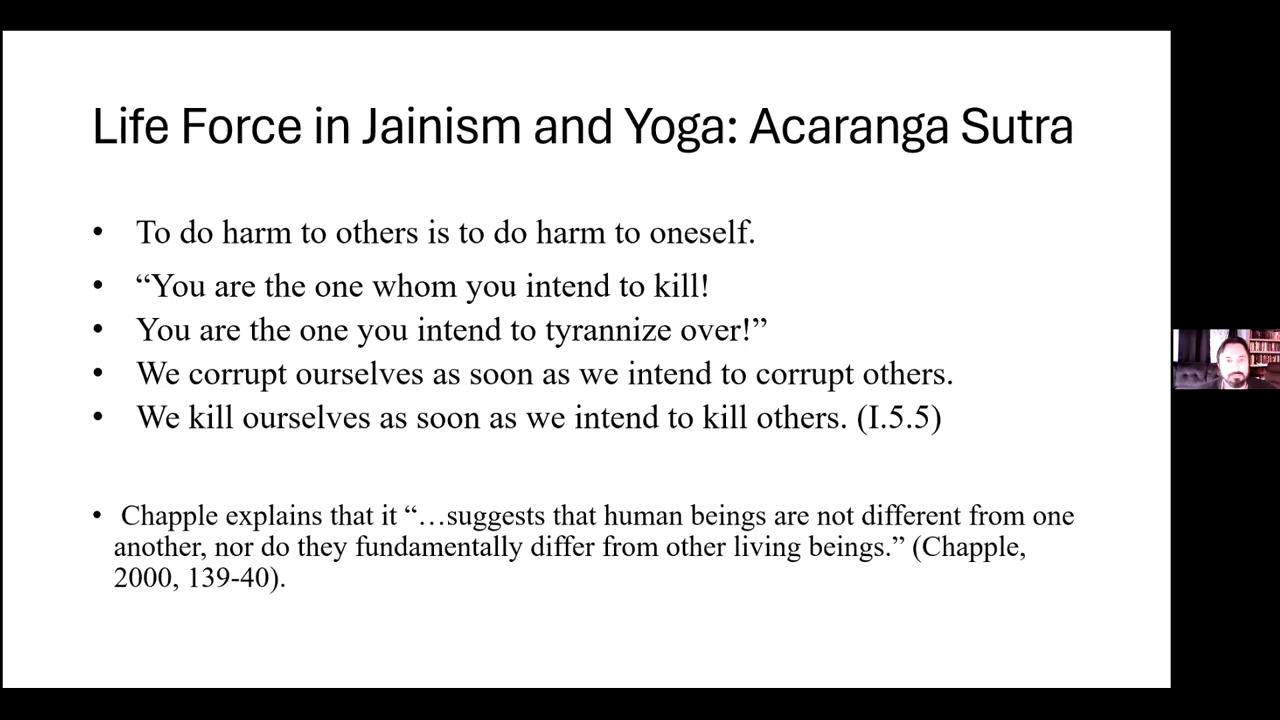 Life Force in Jainism and Yoga: Acaranga Sutra
• To do harm to others is to do harm to oneself.
• “You are the one whom you intend to kill!
• You are the one you intend to tyrannize over!”
• We corrupt ourselves as soon as we intend to corrupt others.
• We kill ourselves as soon as we intend to kill others. (I.5.5)
• Chapple explains that it “…suggests that human beings are not different from one
another, nor do they fundamentally differ from other living beings.” (Chapple,
2000, 139-40).